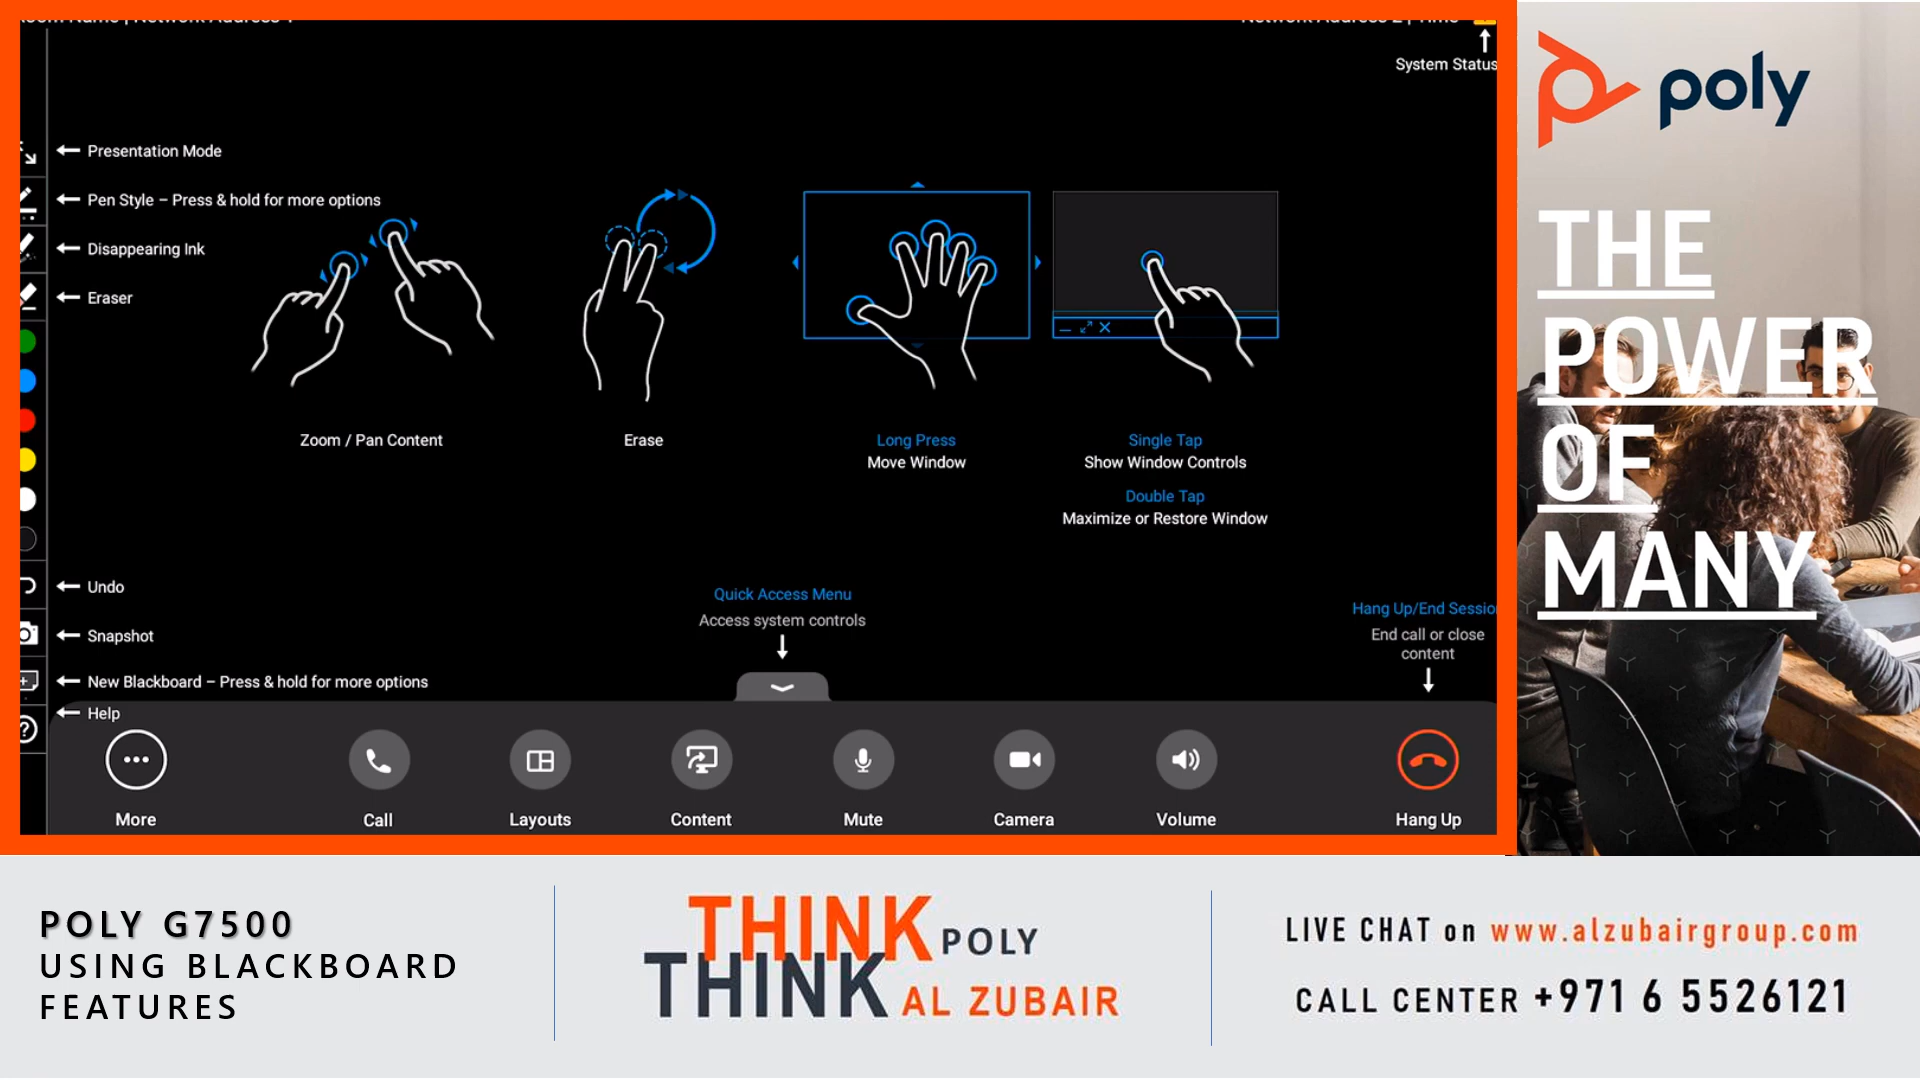 System Status
Presentation Mode
Pen Style – Press & hold for more options
Disappearing Ink
Eraser
Zoom / Pan Content
Erase
Long Press
Move Window
Single Tap
Show Window Controls
Double Tap
Maximize or Restore Window
Undo
Snapshot
New Blackboard – Press & hold for more options
Help
Quick Access Menu
Access system controls
Hang Up/End Sessio
End call or close
content
More
Call
Layouts
Content
Mute
Camera
Volume
Hang Up
poly
THE
POWER
OF
MANY
POLY G7500
USING BLACKBOARD
FEATURES
THINK POLY
THINK AL ZUBAIR
LIVE CHAT on www.alzubairgroup.com
CALL CENTER +971 6 5526121